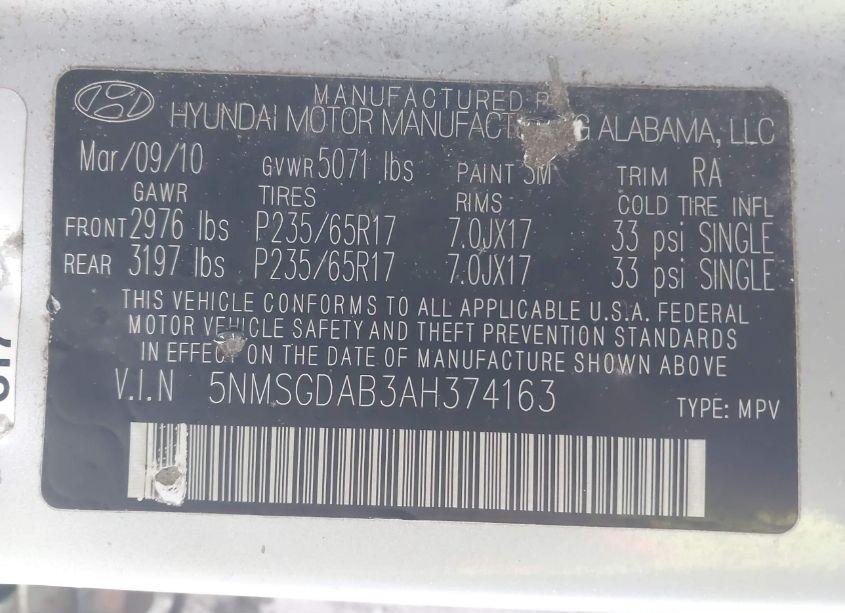 MANUFACTURED
HYUNDAI MOTOR ALABAMA, LLC
Mar/09/10 GVWR 5071 lbs PAINT TRIM RA
GAWR TIRES RIMS COLD TIRE INFL
FRONT 2976 lbs P235/65R17 7.0JX17 33 psi SINGLE
REAR 3197 lbs P235/65R17 7.0JX17 33 psi SINGLE
THIS VEHICLE CONFORMS TO ALL APPLICABLE U.S.A. FEDERAL
MOTOR VEHICLE SAFETY AND THEFT PREVENTION STANDARDS
IN EFFECT ON THE DATE OF MANUFACTURE SHOWN ABOVE
V.I.N 5NMSGDAB3AH374163 TYPE: MPV